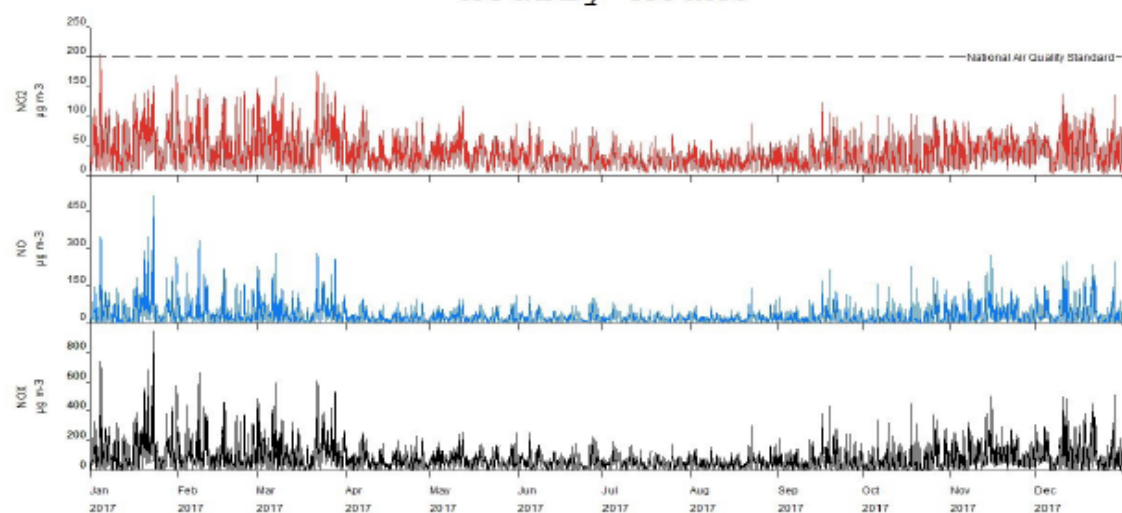 250
200
150
100
50
0
NO2
µg m-3
National Air Quality Standard
450
300
150
0
NO
µg m-3
800
600
400
200
0
NOX
µg m-3
Jan Feb Mar Apr May Jun Jul Aug Sep Oct Nov Dec
2017 2017 2017 2017 2017 2017 2017 2017 2017 2017 2017 2017